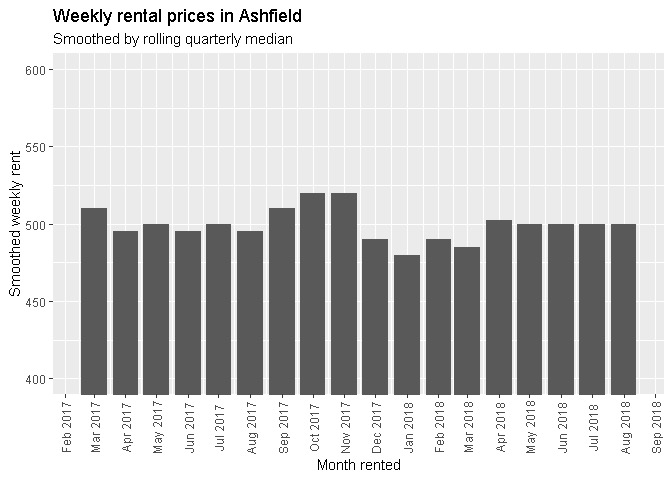 Weekly rental prices in Ashfield
Smoothed by rolling quarterly median
600
550
500
450
400
Smoothed weekly rent
Feb 2017
Mar 2017
Apr 2017
May 2017
Jun 2017
Jul 2017
Aug 2017
Sep 2017
Oct 2017
Nov 2017
Dec 2017
Jan 2018
Feb 2018
Mar 2018
Apr 2018
May 2018
Jun 2018
Jul 2018
Aug 2018
Sep 2018
Month rented